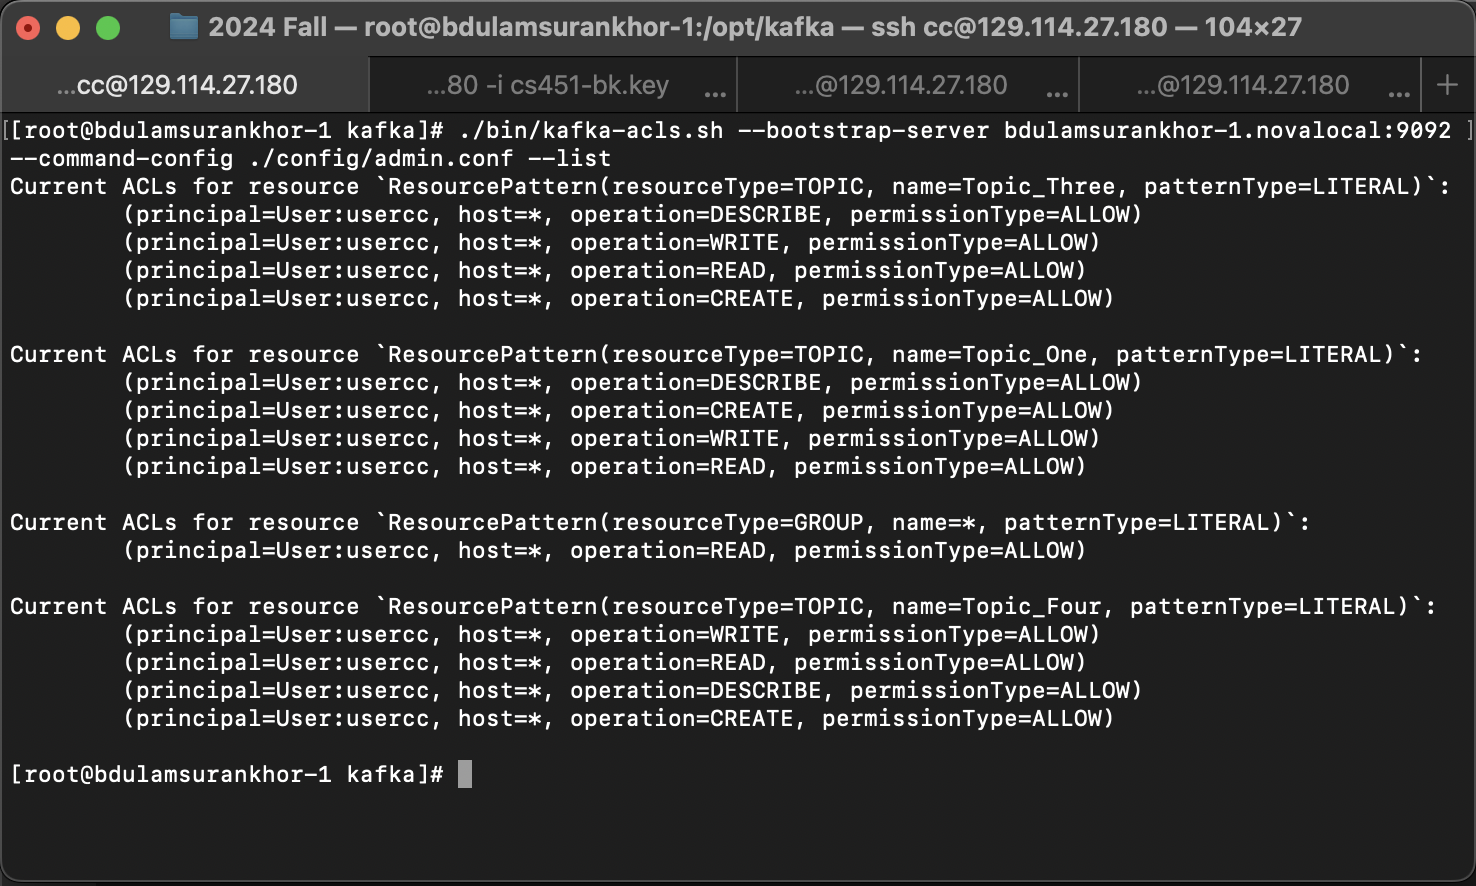 2024 Fall — root@bdulamsurankhor-1:/opt/kafka — ssh cc@129.114.27.180 — 104×27
...cc@129.114.27.180 ...80 -i cs451-bk.key ... ...@129.114.27.180 ... ...@129.114.27.180 ... +
[[root@bdulamsurankhor-1 kafka]# ./bin/kafka-acls.sh --bootstrap-server bdulamsurankhor-1.novalocal:9092 ]
--command-config ./config/admin.conf --list
Current ACLs for resource `ResourcePattern(resourceType=TOPIC, name=Topic_Three, patternType=LITERAL)`:
(principal=User:usercc, host=*, operation=DESCRIBE, permissionType=ALLOW)
(principal=User:usercc, host=*, operation=WRITE, permissionType=ALLOW)
(principal=User:usercc, host=*, operation=READ, permissionType=ALLOW)
(principal=User:usercc, host=*, operation=CREATE, permissionType=ALLOW)
Current ACLs for resource `ResourcePattern(resourceType=TOPIC, name=Topic_One, patternType=LITERAL)`:
(principal=User:usercc, host=*, operation=DESCRIBE, permissionType=ALLOW)
(principal=User:usercc, host=*, operation=CREATE, permissionType=ALLOW)
(principal=User:usercc, host=*, operation=WRITE, permissionType=ALLOW)
(principal=User:usercc, host=*, operation=READ, permissionType=ALLOW)
Current ACLs for resource `ResourcePattern(resourceType=GROUP, name=*, patternType=LITERAL)`:
(principal=User:usercc, host=*, operation=READ, permissionType=ALLOW)
Current ACLs for resource `ResourcePattern(resourceType=TOPIC, name=Topic_Four, patternType=LITERAL)`:
(principal=User:usercc, host=*, operation=WRITE, permissionType=ALLOW)
(principal=User:usercc, host=*, operation=READ, permissionType=ALLOW)
(principal=User:usercc, host=*, operation=DESCRIBE, permissionType=ALLOW)
(principal=User:usercc, host=*, operation=CREATE, permissionType=ALLOW)
[root@bdulamsurankhor-1 kafka]#